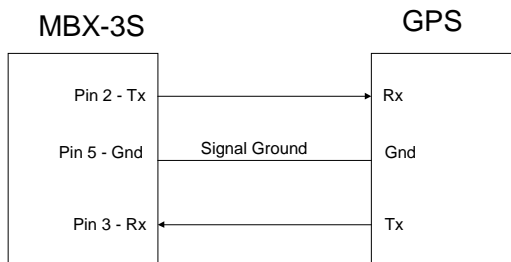 MBX-3S
GPS
Pin 2 - Tx
Rx
Pin 5 - Gnd
Signal Ground
Gnd
Pin 3 - Rx
Tx